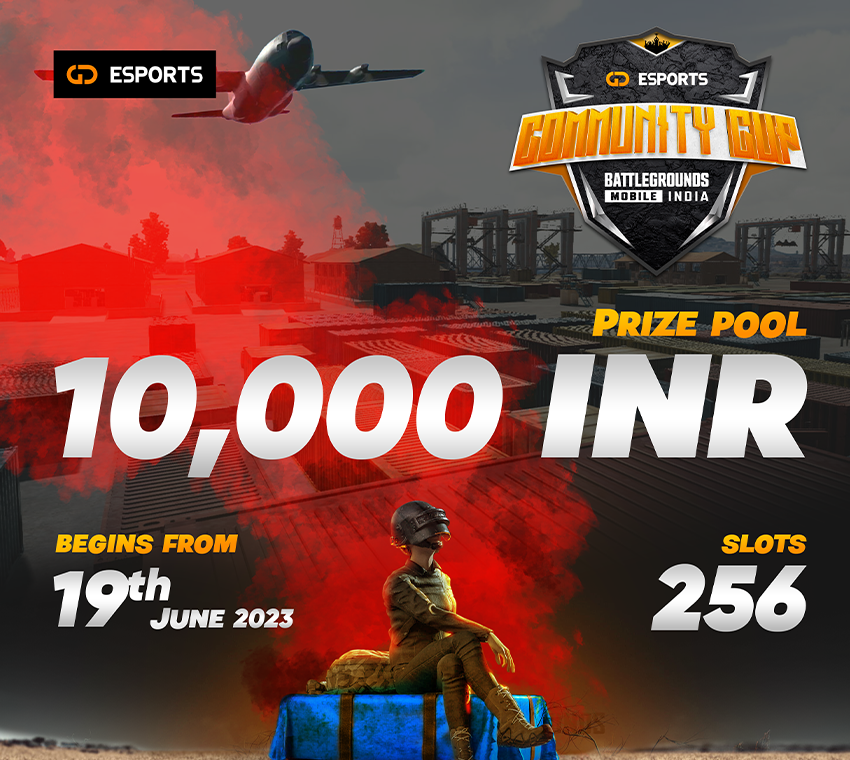 GD ESPORTS
GD ESPORTS
COMMUNITY CUP
BATTLEGROUNDS
MOBILE INDIA
PRIZE POOL
10,000 INR
BEGINS FROM
19th
JUNE 2023
SLOTS
256